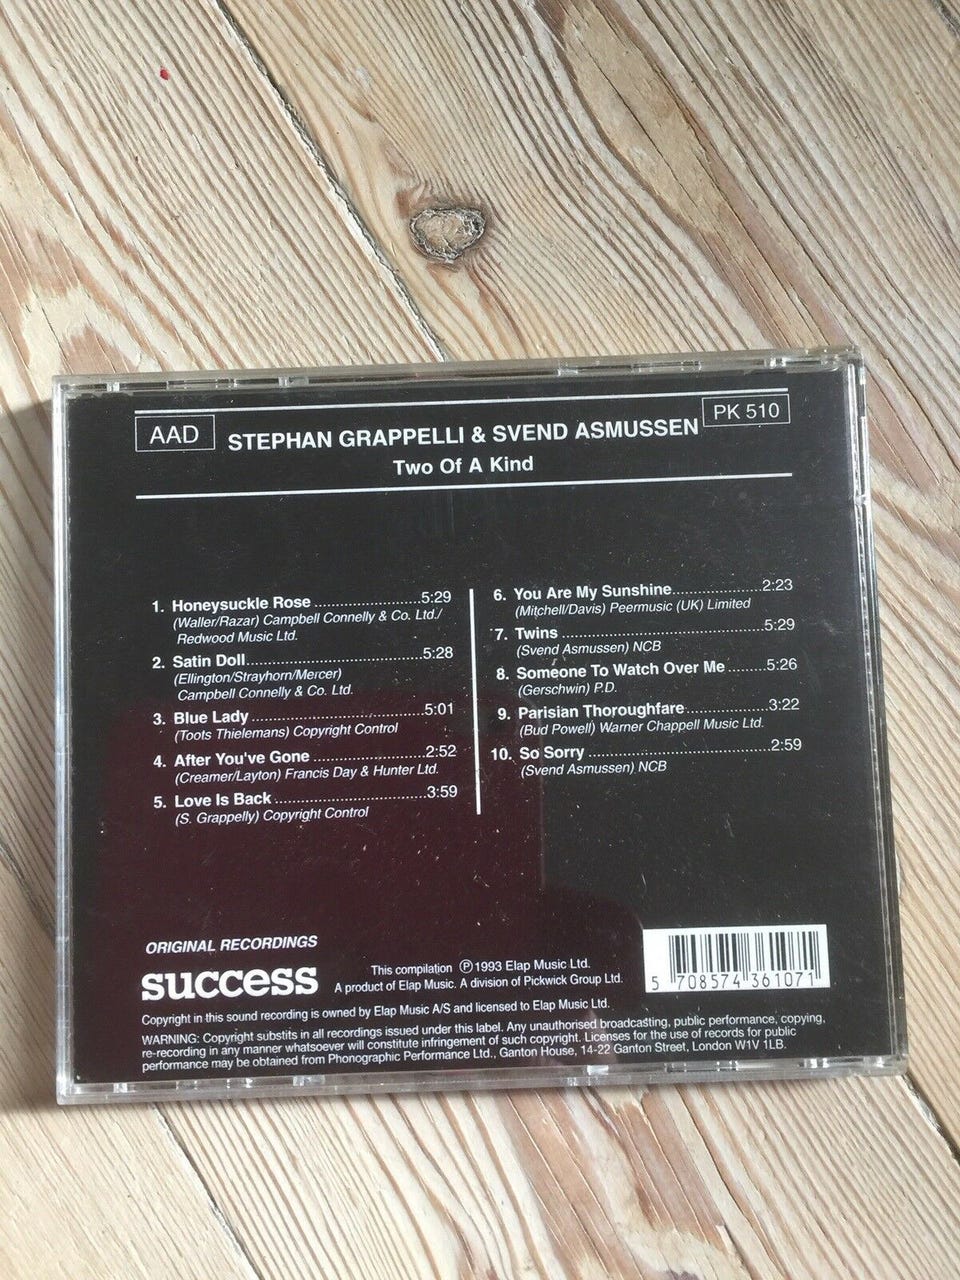 AAD
PK 510
STEPHAN GRAPPELLI & SVEND ASMUSSEN
Two Of A Kind
1. Honeysuckle Rose ..........................5:29
(Waller/Razar) Campbell Connelly & Co. Ltd./
Redwood Music Ltd.
2. Satin Doll..........................................5:28
(Ellington/Strayhorn/Mercer)
Campbell Connelly & Co. Ltd.
3. Blue Lady .........................................5:01
(Toots Thielemans) Copyright Control
4. After You've Gone ...........................2:52
(Creamer/Layton) Francis Day & Hunter Ltd.
5. Love Is Back ....................................3:59
(S. Grappelly) Copyright Control
6. You Are My Sunshine......................2:23
(Mitchell/Davis) Peermusic (UK) Limited
7. Twins ................................................5:29
(Svend Asmussen) NCB
8. Someone To Watch Over Me .........5:26
(Gerschwin) P.D.
9. Parisian Thoroughfare....................3:22
(Bud Powell) Warner Chappell Music Ltd.
10. So Sorry............................................2:59
(Svend Asmussen) NCB
ORIGINAL RECORDINGS
success
This compilation ℗ 1993 Elap Music Ltd.
A product of Elap Music. A division of Pickwick Group Ltd.
5 708574 361071
Copyright in this sound recording is owned by Elap Music A/S and licensed to Elap Music Ltd.
WARNING: Copyright substits in all recordings issued under this label. Any unauthorised broadcasting, public performance, copying,
re-recording in any manner whatsoever will constitute infringement of such copyright. Licenses for the use of records for public
performance may be obtained from Phonographic Performance Ltd., Ganton House, 14-22 Ganton Street, London W1V 1LB.